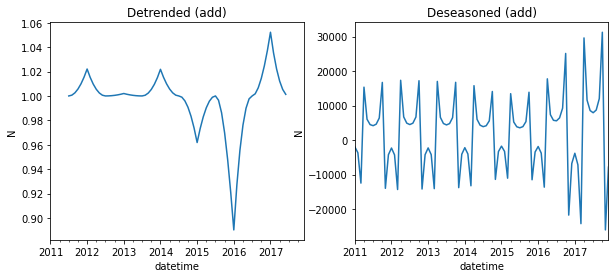 Detrended (add)
1.06
1.04
1.02
1.00
0.98
0.96
0.94
0.92
0.90
N
2011 2012 2013 2014 2015 2016 2017
datetime
Deseasoned (add)
30000
20000
10000
0
−10000
−20000
N
2011 2012 2013 2014 2015 2016 2017
datetime